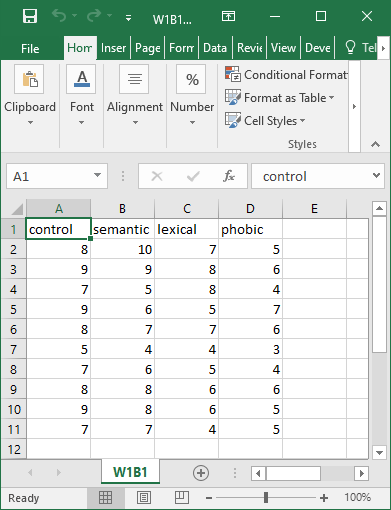 W1B1...
File Hom Inser Page Form Data Revie View Deve Tel
Clipboard Font Alignment Number
Conditional Format
Format as Table
Cell Styles
Styles
A1 fx control
A B C D E
1 control semantic lexical phobic
2 8 10 7 5
3 9 9 8 6
4 7 5 8 4
5 9 6 5 7
6 8 7 7 6
7 5 4 4 3
8 7 6 5 4
9 8 8 6 6
10 9 8 6 5
11 7 7 4 5
12
W1B1
Ready 100%